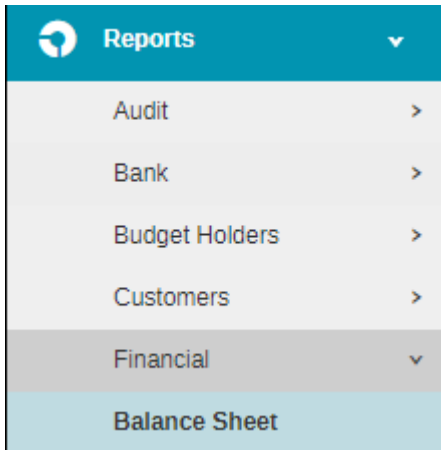 Reports
Audit
Bank
Budget Holders
Customers
Financial
Balance Sheet